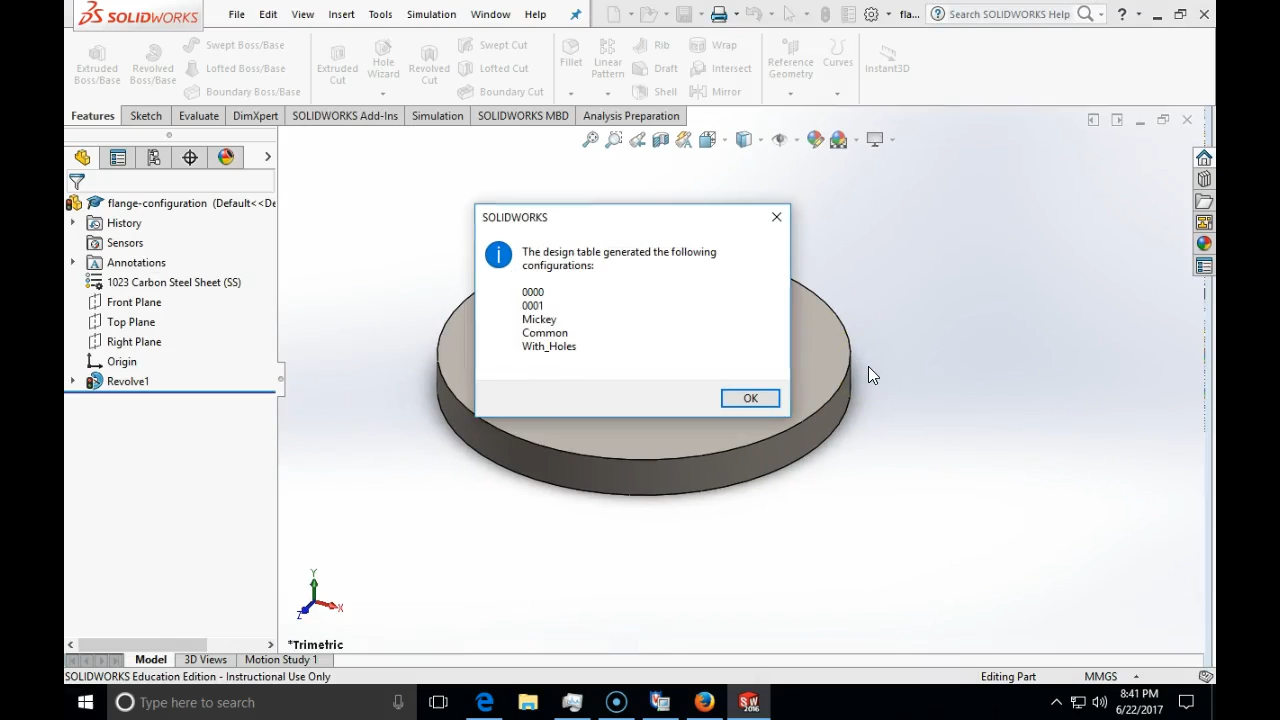 SOLIDWORKS File Edit View Insert Tools Simulation Window Help fla... Search SOLIDWORKS Help ?
Extruded Boss/Base
Revolved Boss/Base
Swept Boss/Base
Lofted Boss/Base
Boundary Boss/Base
Extruded Cut
Hole Wizard
Revolved Cut
Swept Cut
Lofted Cut
Boundary Cut
Fillet
Linear Pattern
Rib
Draft
Shell
Wrap
Intersect
Mirror
Reference Geometry
Curves
Instant3D
Features Sketch Evaluate DimXpert SOLIDWORKS Add-Ins Simulation SOLIDWORKS MBD Analysis Preparation
flange-configuration (Default<<De
History
Sensors
Annotations
1023 Carbon Steel Sheet (SS)
Front Plane
Top Plane
Right Plane
Origin
Revolve1
SOLIDWORKS
The design table generated the following
configurations:
0000
0001
Mickey
Common
With_Holes
OK
Y
X
Z
*Trimetric
Model 3D Views Motion Study 1
SOLIDWORKS Education Edition - Instructional Use Only Editing Part MMGS
Type here to search
SW
2016
8:41 PM
6/22/2017